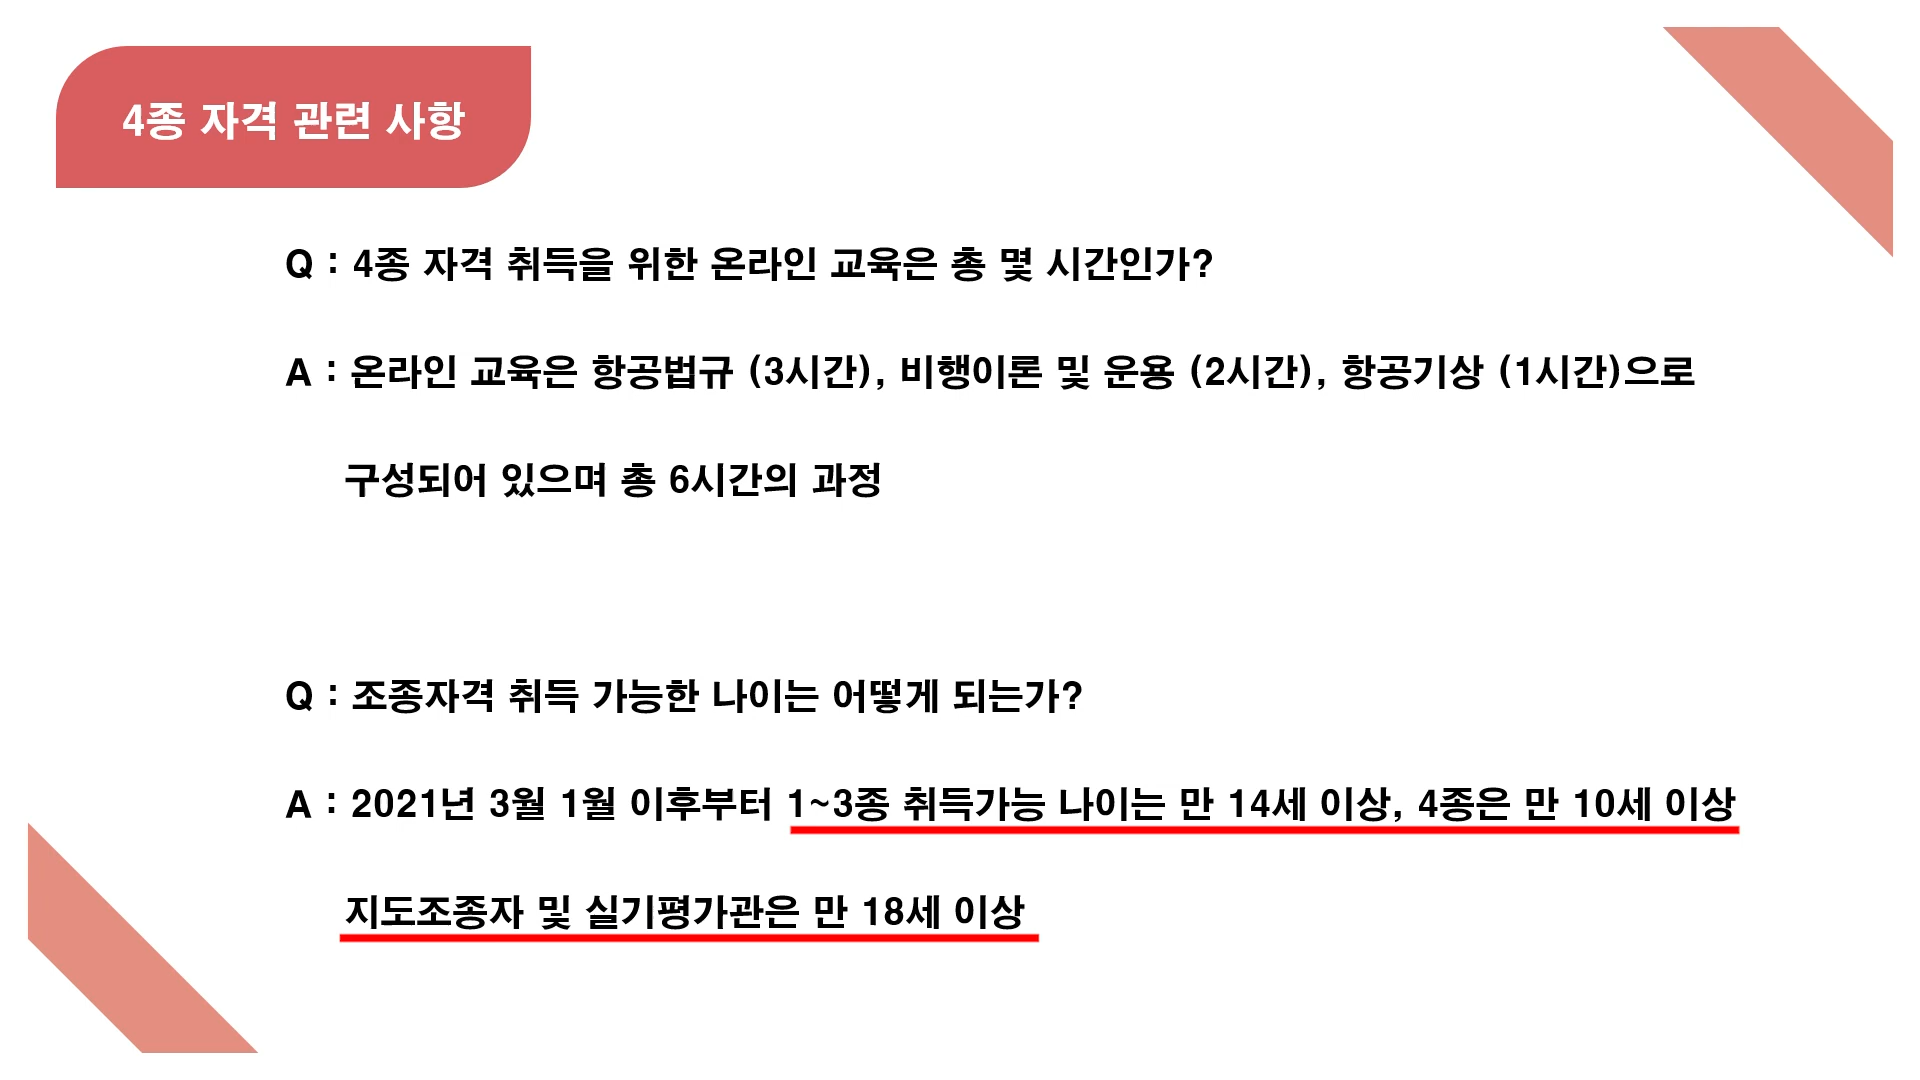 4종 자격 관련 사항
Q : 4종 자격 취득을 위한 온라인 교육은 총 몇 시간인가?
A : 온라인 교육은 항공법규 (3시간), 비행이론 및 운용 (2시간), 항공기상 (1시간)으로
구성되어 있으며 총 6시간의 과정
Q : 조종자격 취득 가능한 나이는 어떻게 되는가?
A : 2021년 3월 1월 이후부터 1~3종 취득가능 나이는 만 14세 이상, 4종은 만 10세 이상
지도조종자 및 실기평가관은 만 18세 이상